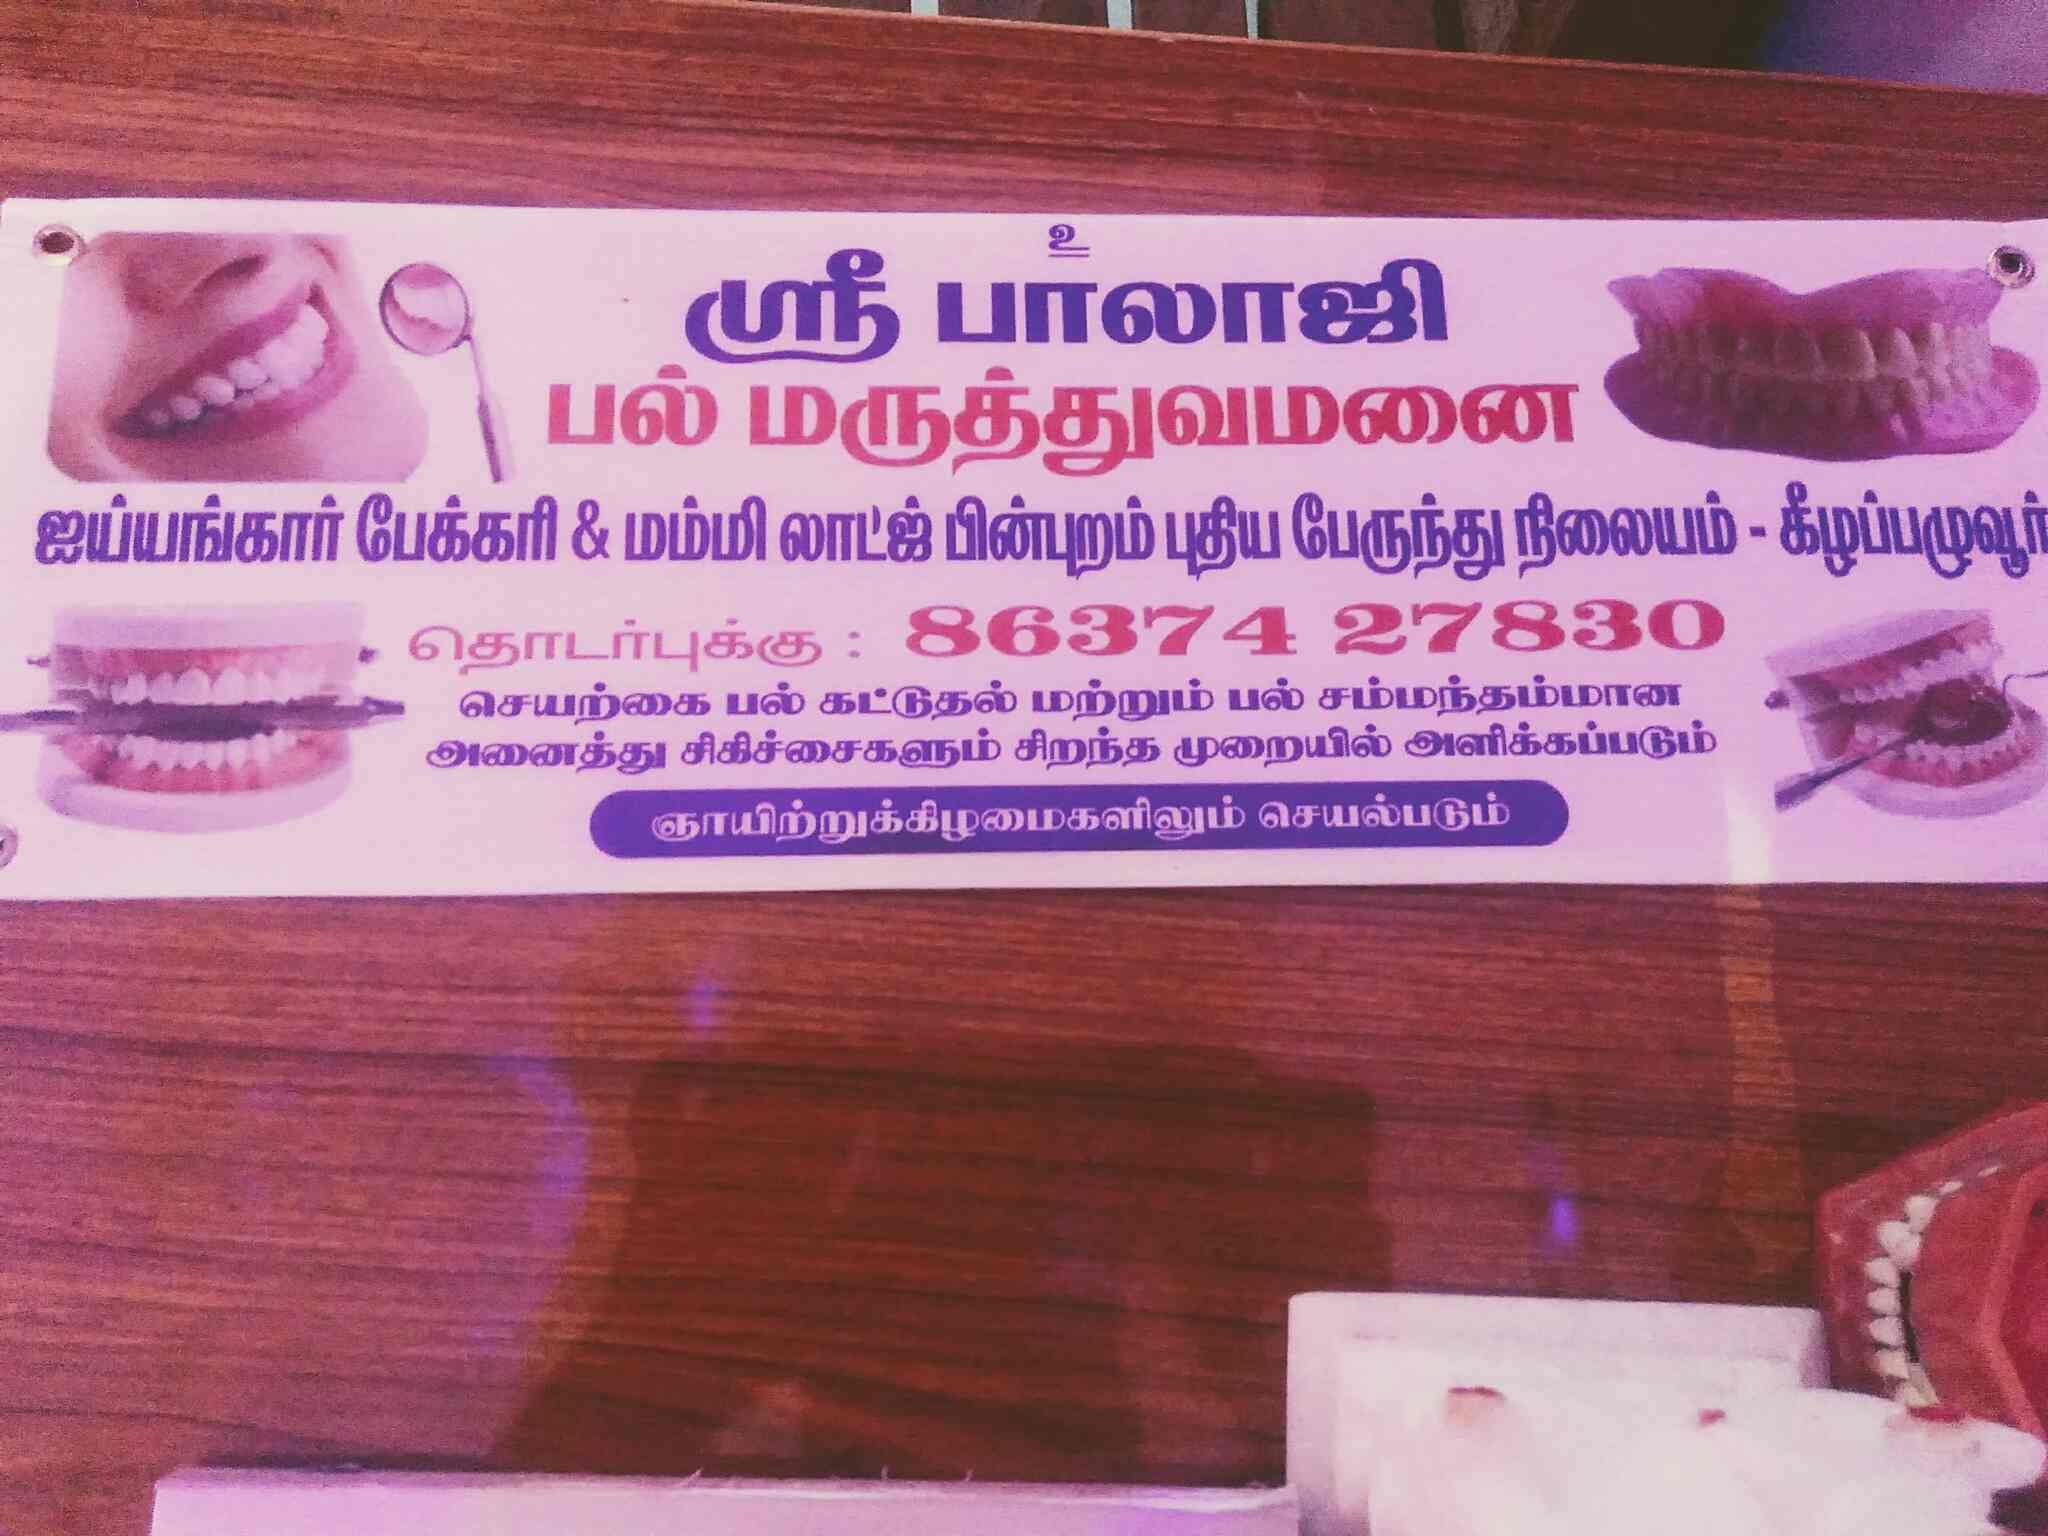 உ
ஸ்ரீ பாலாஜி
பல் மருத்துவமனை
ஐய்யங்கார் பேக்கரி & மம்மி லாட்ஜ் பின்புறம் புதிய பேருந்து நிலையம் - கீழப்பழுவூர்
தொடர்புக்கு : 86374 27830
செயற்கை பல் கட்டுதல் மற்றும் பல் சம்மந்தம்மான
அனைத்து சிகிச்சைகளும் சிறந்த முறையில் அளிக்கப்படும்
ஞாயிற்றுக்கிழமைகளிலும் செயல்படும்